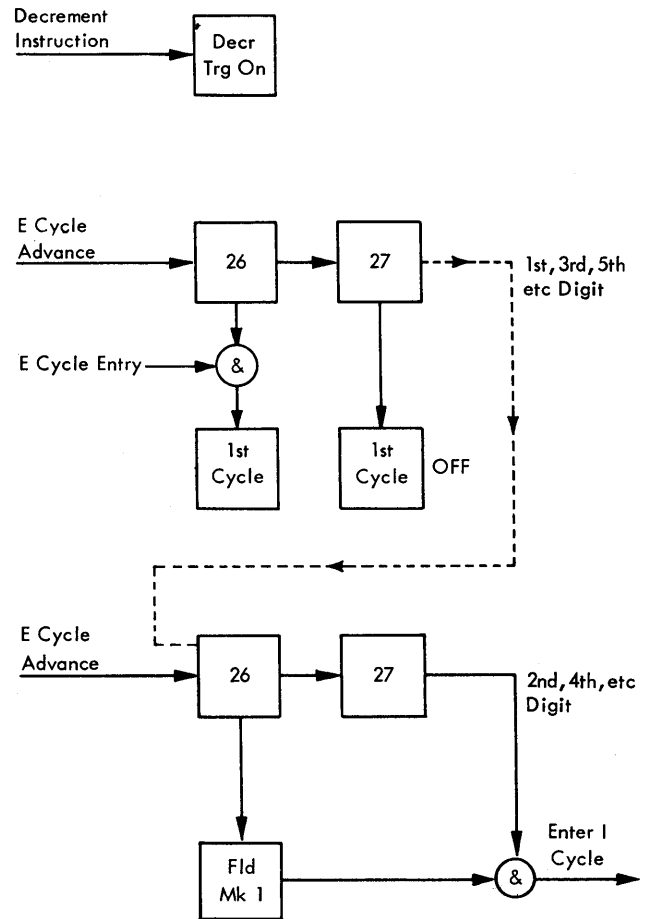 Decrement
Instruction
Decr
Trg On
E Cycle
Advance
26
27
1st, 3rd, 5th
etc Digit
E Cycle Entry
&
1st
Cycle
1st
Cycle
OFF
E Cycle
Advance
26
27
2nd, 4th, etc
Digit
Fld
Mk 1
&
Enter I
Cycle